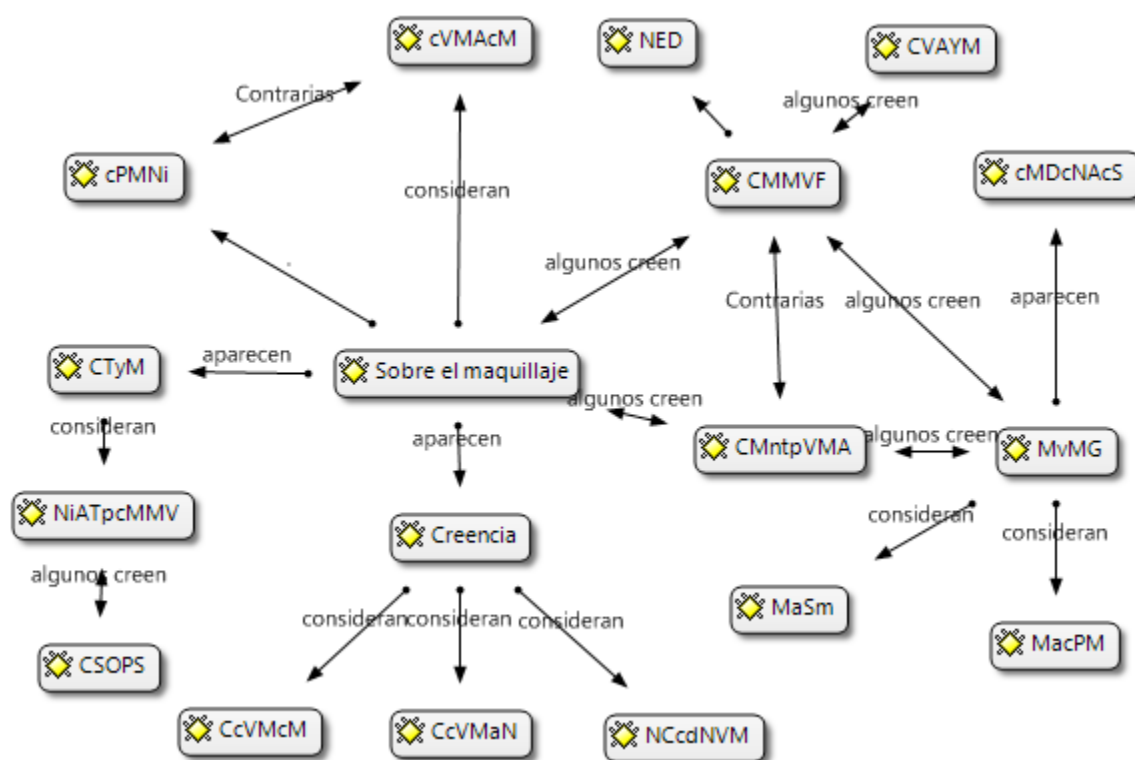 cVMAcM
NED
CVAYM
Contrarias
algunos creen
cPMNi
consideran
CMMVF
cMDcNAcS
.
algunos creen
Contrarias
algunos creen
aparecen
CTyM
aparecen
Sobre el maquillaje
algunos creen
consideran
aparecen
CMntpVMA
algunos creen
MvMG
NiATpcMMV
Creencia
consideran
consideran
algunos creen
consideran
consideran
consideran
MaSm
MacPM
CSOPS
CcVMcM
CcVMaN
NCcdNVM